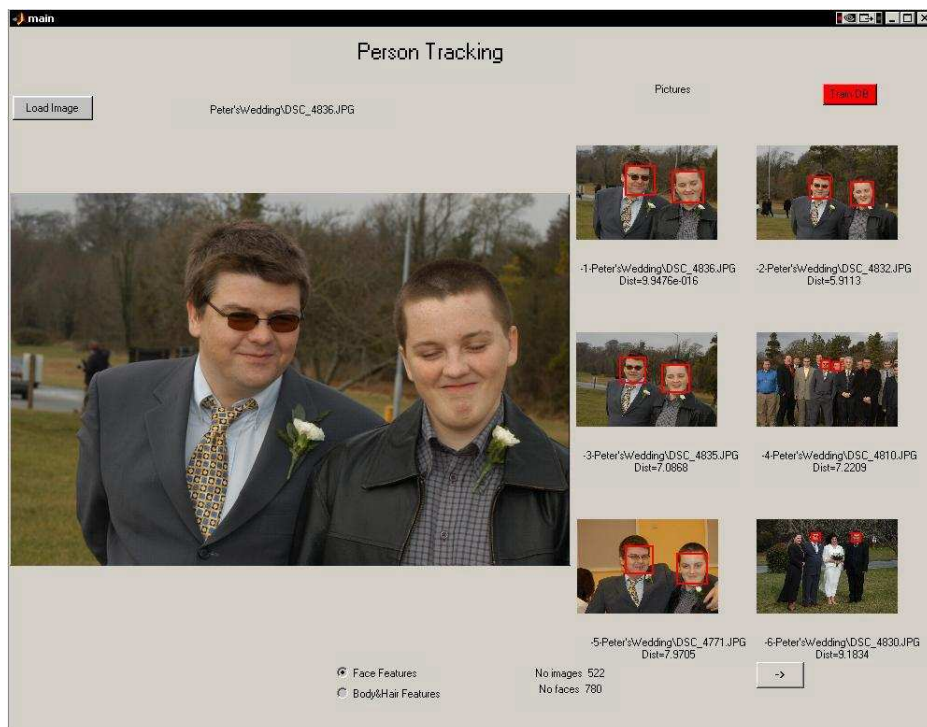 main
Person Tracking
Load Image
Peter'sWedding\DSC_4836.JPG
Pictures
Train DB
-1-Peter'sWedding\DSC_4836.JPG
Dist=9.9476e-016
-2-Peter'sWedding\DSC_4832.JPG
Dist=5.9113
-3-Peter'sWedding\DSC_4835.JPG
Dist=7.0868
-4-Peter'sWedding\DSC_4810.JPG
Dist=7.2209
-5-Peter'sWedding\DSC_4771.JPG
Dist=7.9705
-6-Peter'sWedding\DSC_4830.JPG
Dist=9.1834
Face Features
Body&Hair Features
No images 522
No faces 780
->